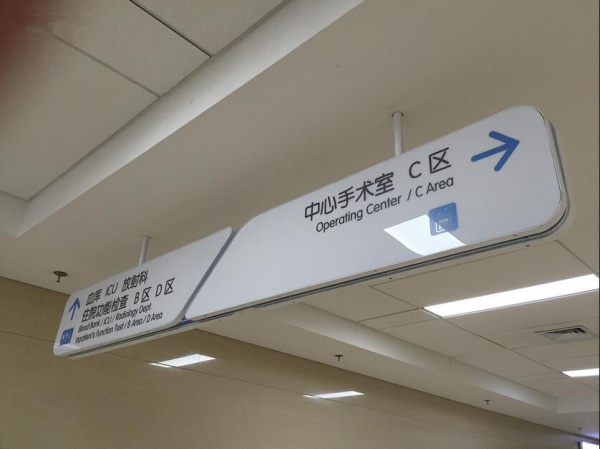 血库 ICU 放射科
住院功能检查 B区 D区
Blood Bank / ICU / Radiology Dept.
Inpatient's Function Test / B Area / D Area
中心手术室 C区
Operating Center / C Area